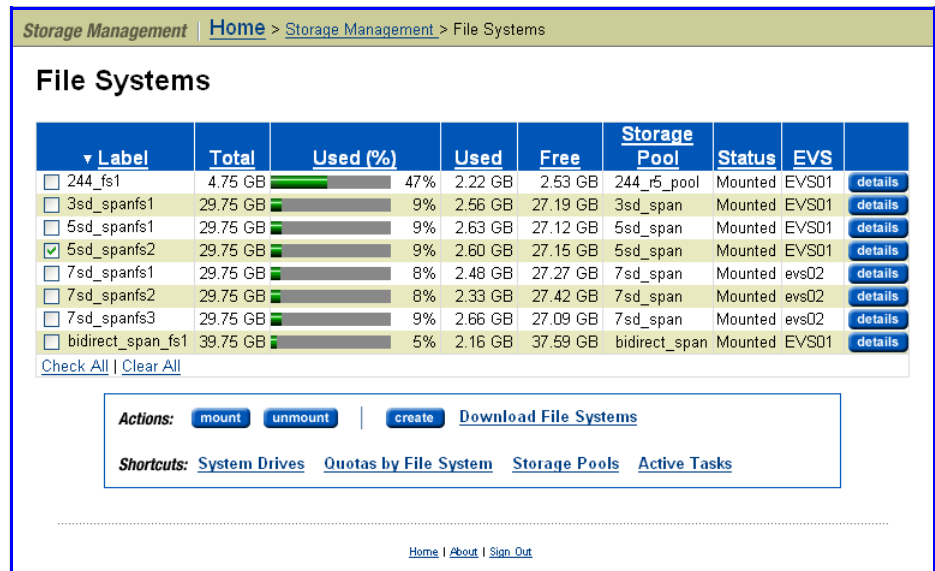 Storage Management | Home > Storage Management > File Systems
File Systems
Storage
▼ Label Total Used (%) Used Free Pool Status EVS
244_fs1 4.75 GB 47% 2.22 GB 2.53 GB 244_r5_pool Mounted EVS01 details
3sd_spanfs1 29.75 GB 9% 2.56 GB 27.19 GB 3sd_span Mounted EVS01 details
5sd_spanfs1 29.75 GB 9% 2.63 GB 27.12 GB 5sd_span Mounted EVS01 details
5sd_spanfs2 29.75 GB 9% 2.60 GB 27.15 GB 5sd_span Mounted EVS01 details
7sd_spanfs1 29.75 GB 8% 2.48 GB 27.27 GB 7sd_span Mounted evs02 details
7sd_spanfs2 29.75 GB 8% 2.33 GB 27.42 GB 7sd_span Mounted evs02 details
7sd_spanfs3 29.75 GB 9% 2.66 GB 27.09 GB 7sd_span Mounted evs02 details
bidirect_span_fs1 39.75 GB 5% 2.16 GB 37.59 GB bidirect_span Mounted EVS01 details
Check All | Clear All
Actions: mount unmount | create Download File Systems
Shortcuts: System Drives Quotas by File System Storage Pools Active Tasks
Home | About | Sign Out